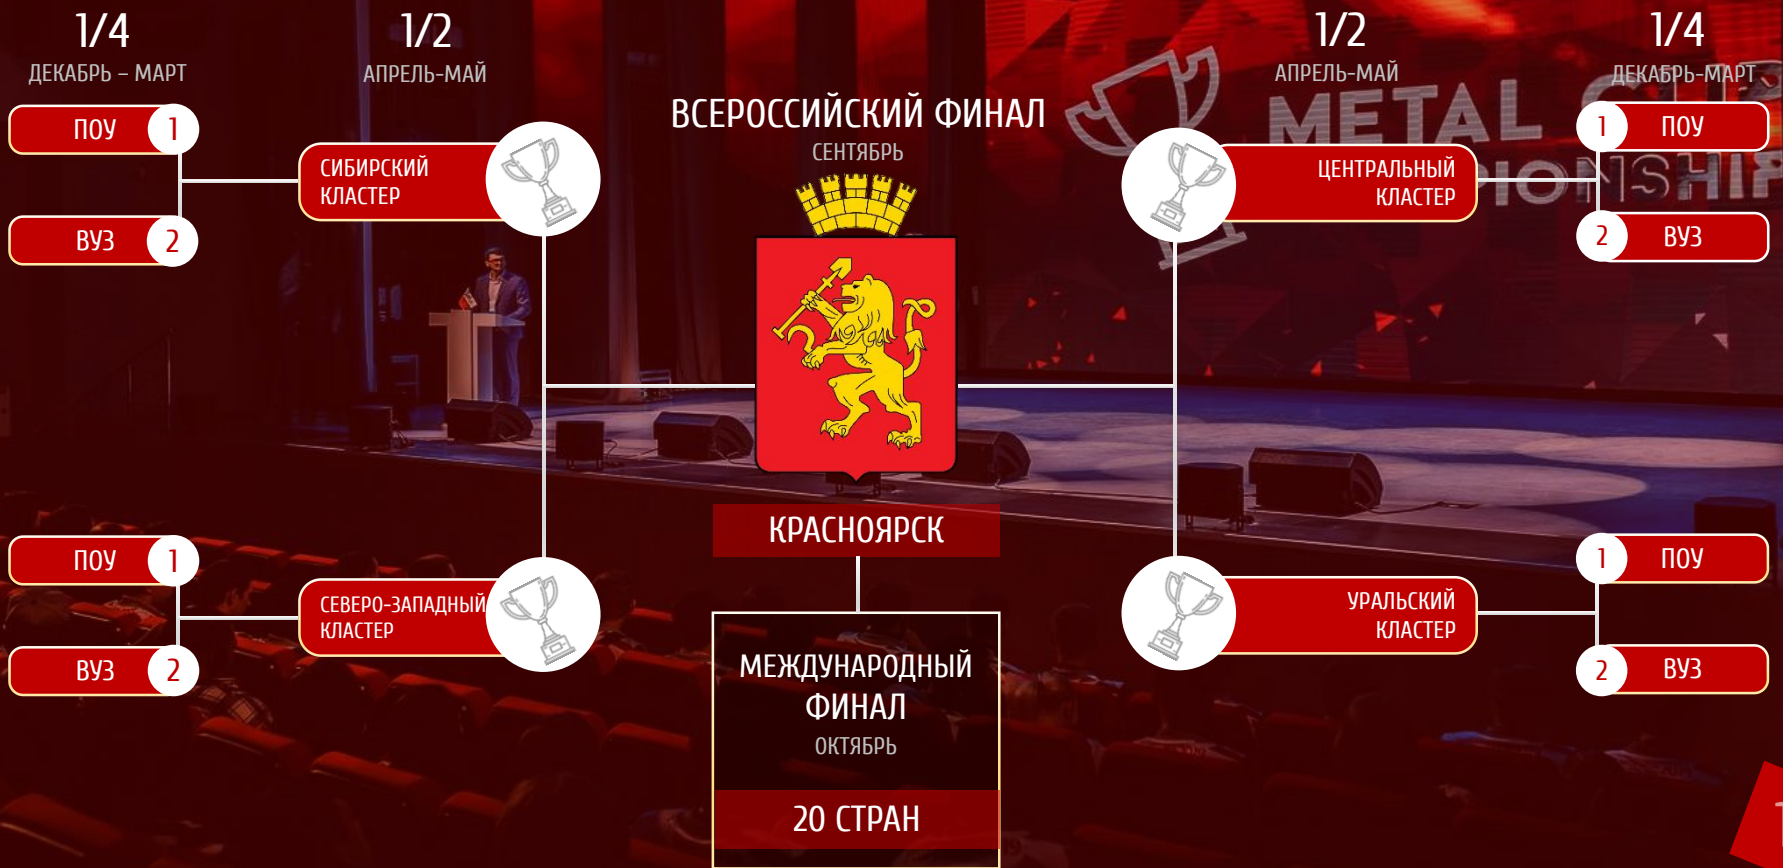 1/4
ДЕКАБРЬ – МАРТ
1/2
АПРЕЛЬ-МАЙ
ПОУ 1
ВУЗ 2
СИБИРСКИЙ
КЛАСТЕР
ПОУ 1
ВУЗ 2
СЕВЕРО-ЗАПАДНЫЙ
КЛАСТЕР
ВСЕРОССИЙСКИЙ ФИНАЛ
СЕНТЯБРЬ
КРАСНОЯРСК
МЕЖДУНАРОДНЫЙ
ФИНАЛ
ОКТЯБРЬ
20 СТРАН
1/2
АПРЕЛЬ-МАЙ
1/4
ДЕКАБРЬ-МАРТ
METAL
ЦЕНТРАЛЬНЫЙ
КЛАСТЕР
1 ПОУ
2 ВУЗ
УРАЛЬСКИЙ
КЛАСТЕР
1 ПОУ
2 ВУЗ